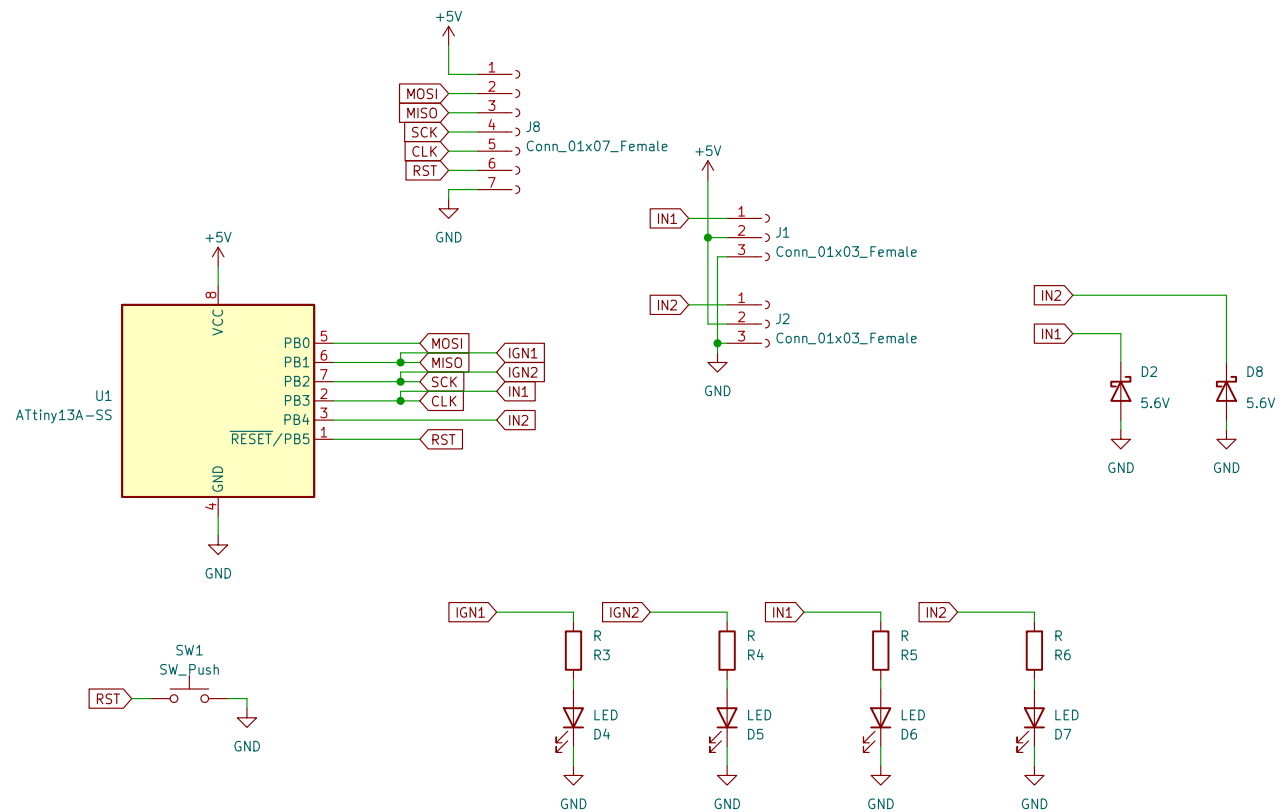 +5V
1
MOSI 2
MISO 3
SCK 4
CLK 5
RST 6
7
J8
Conn_01x07_Female
GND
+5V
IN1 1
2
3
J1
Conn_01x03_Female
IN2 1
2
3
J2
Conn_01x03_Female
GND
+5V
8
VCC
U1
ATtiny13A-SS
PB0 5 MOSI
IGN1
PB1 6 MISO
IGN2
PB2 7 SCK
IN1
PB3 2 CLK
PB4 3 IN2
RESET/PB5 1 RST
GND
4
GND
IN2
IN1
D2
5.6V
GND
D8
5.6V
GND
SW1
SW_Push
RST
GND
IGN1
R
R3
LED
D4
GND
IGN2
R
R4
LED
D5
GND
IN1
R
R5
LED
D6
GND
IN2
R
R6
LED
D7
GND